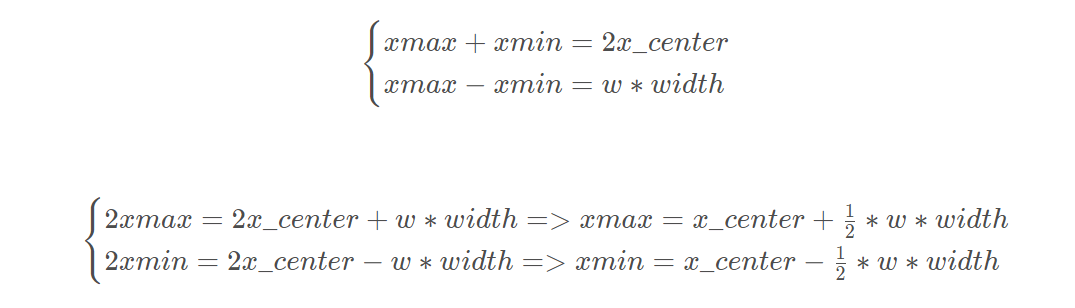 xmax + xmin = 2x_center
xmax − xmin = w ∗ width
2xmax = 2x_center + w ∗ width => xmax = x_center + 1/2 ∗ w ∗ width
2xmin = 2x_center − w ∗ width => xmin = x_center − 1/2 ∗ w ∗ width